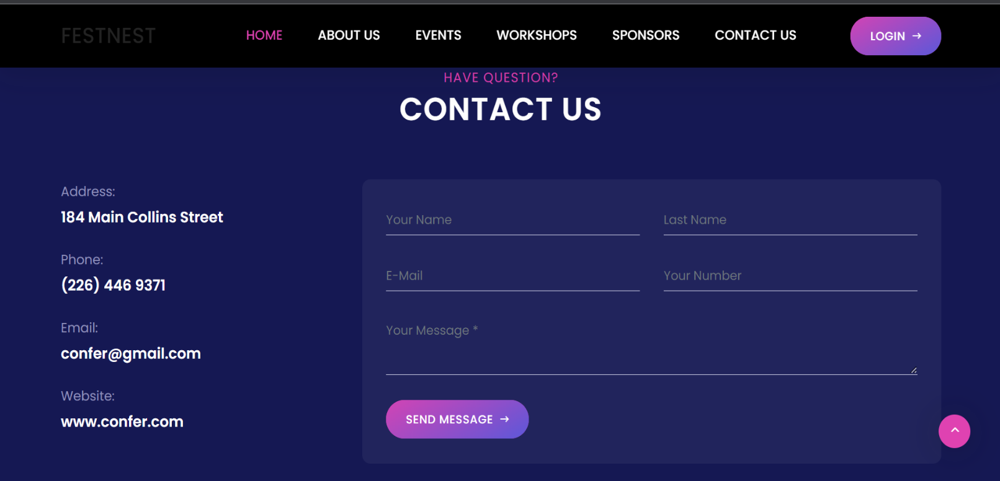 FESTNEST
HOME
ABOUT US
EVENTS
WORKSHOPS
SPONSORS
CONTACT US
LOGIN →
HAVE QUESTION?
CONTACT US
Address:
184 Main Collins Street
Phone:
(226) 446 9371
Email:
confer@gmail.com
Website:
www.confer.com
Your Name
Last Name
E-Mail
Your Number
Your Message *
SEND MESSAGE →